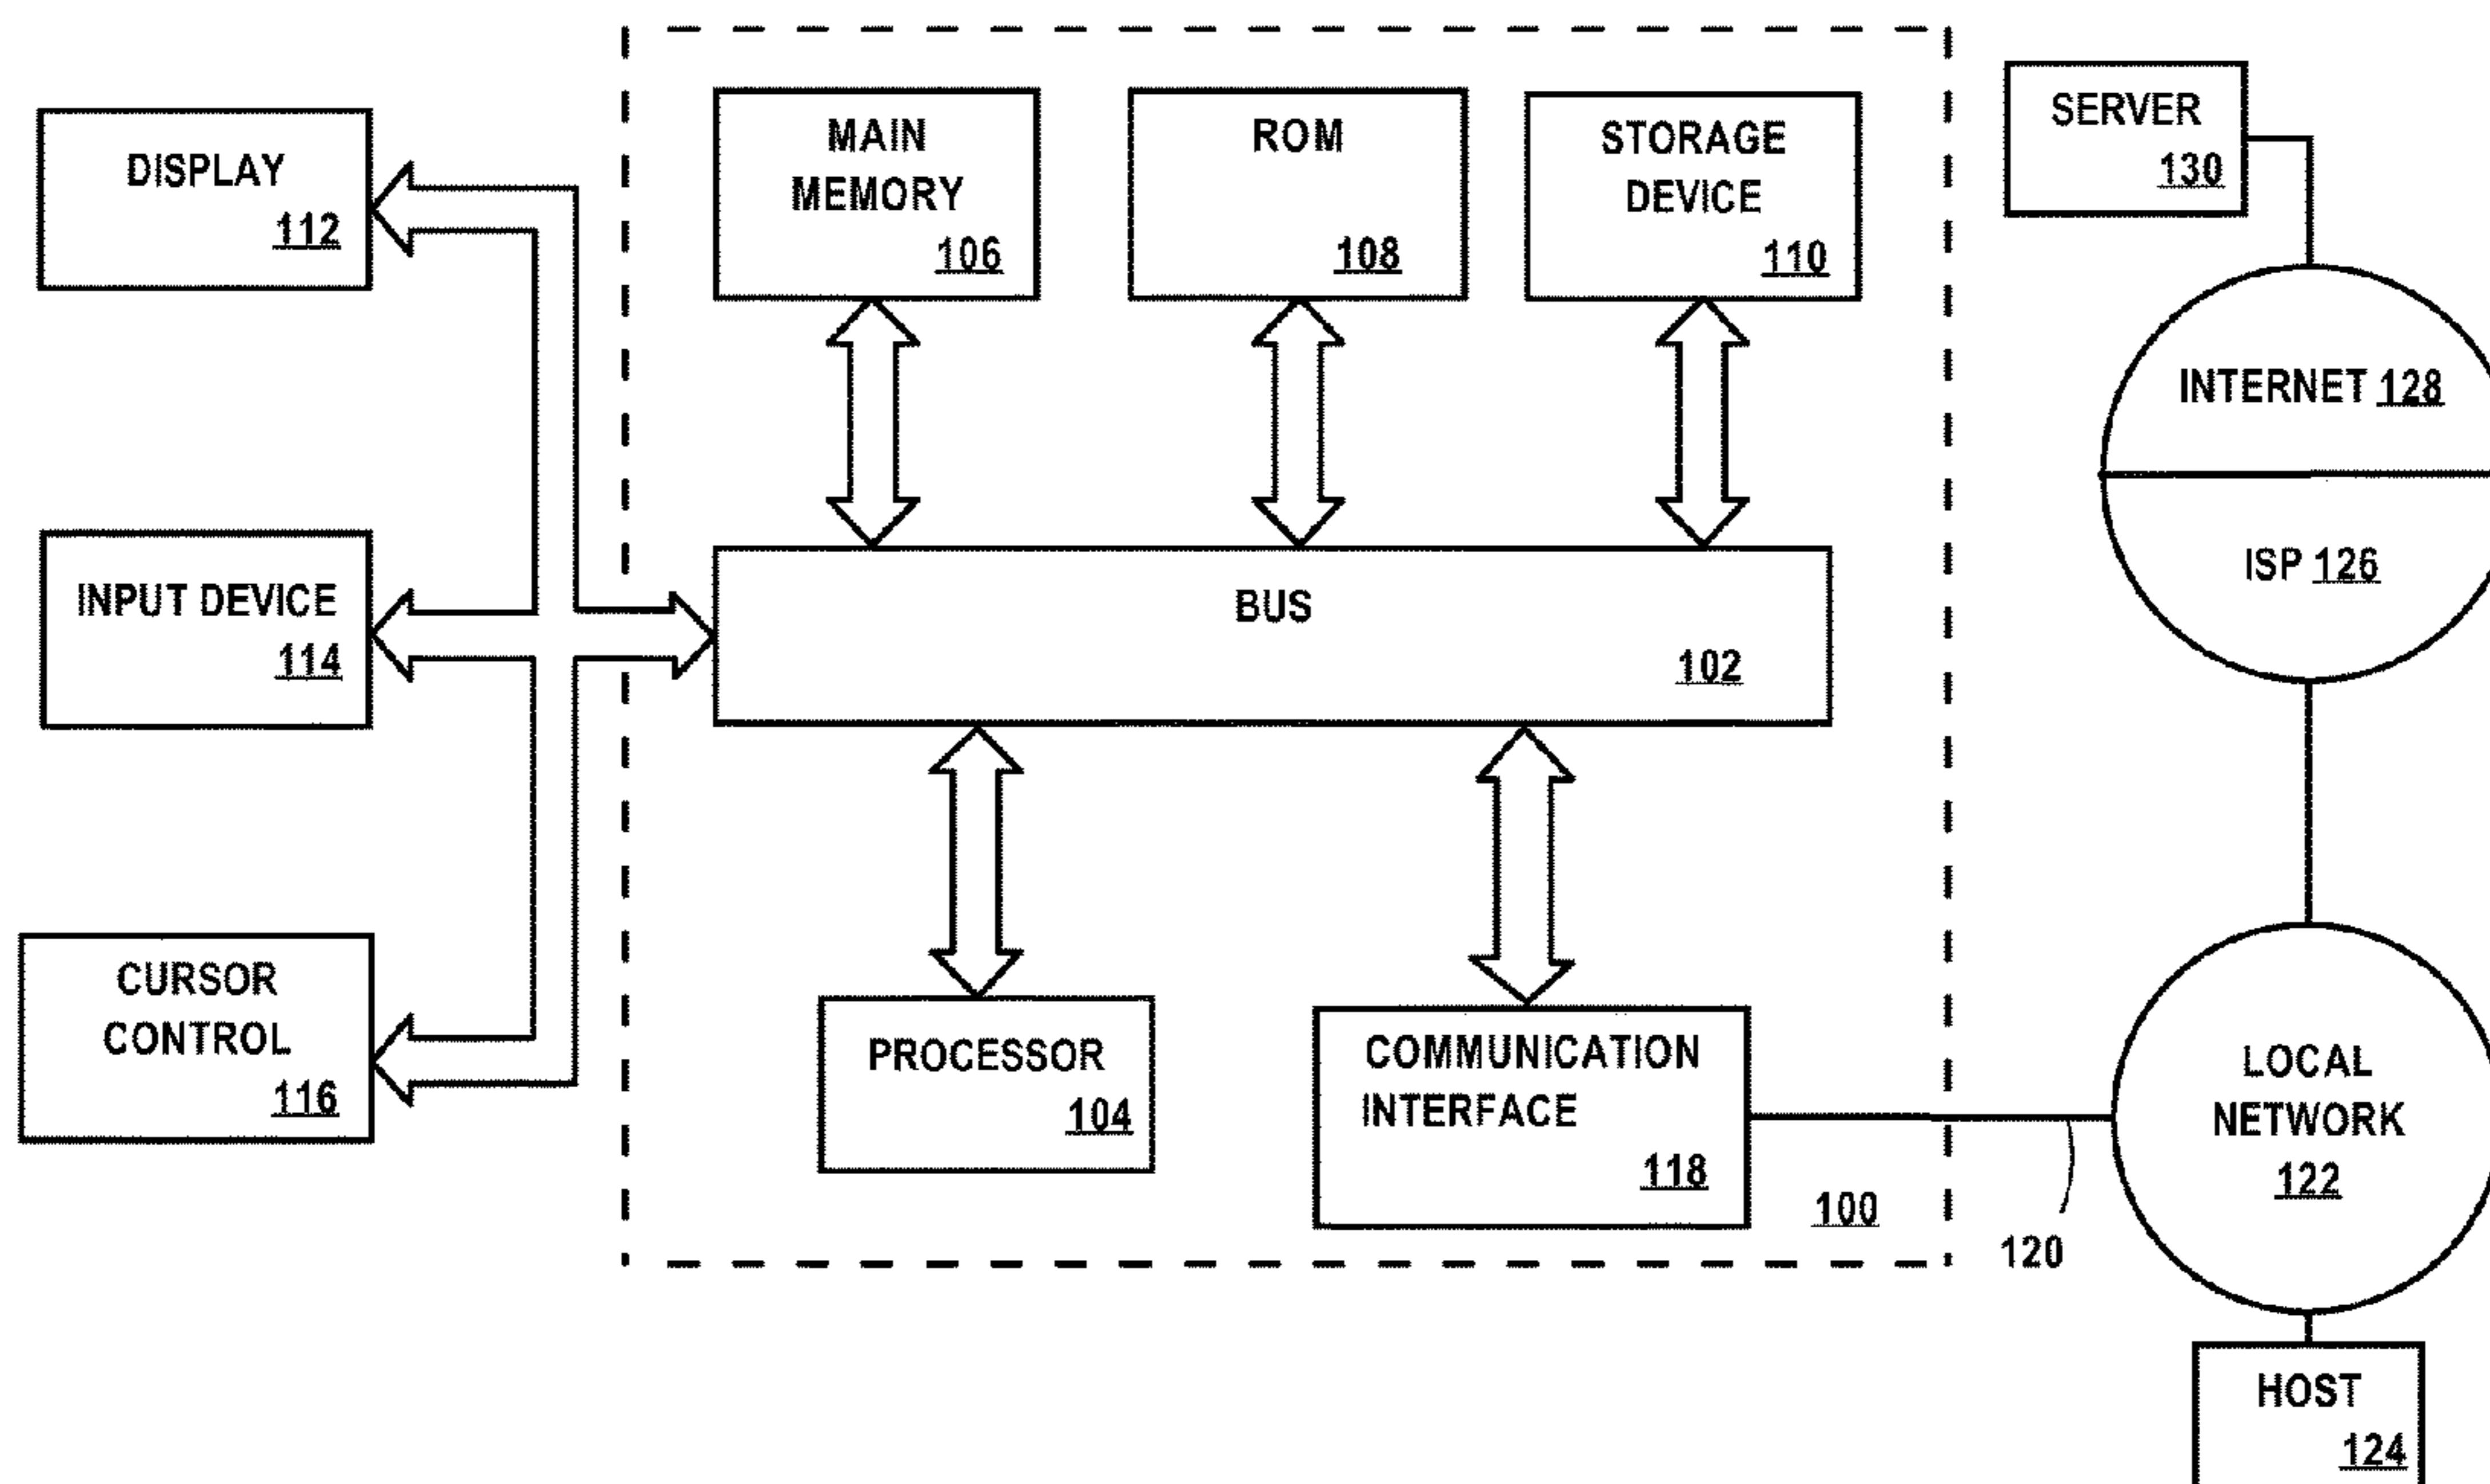 DISPLAY
112
INPUT DEVICE
114
CURSOR
CONTROL
116
MAIN
MEMORY
106
ROM
108
STORAGE
DEVICE
110
BUS
102
PROCESSOR
104
COMMUNICATION
INTERFACE
118
100
120
SERVER
130
INTERNET 128
ISP 126
LOCAL
NETWORK
122
HOST
124